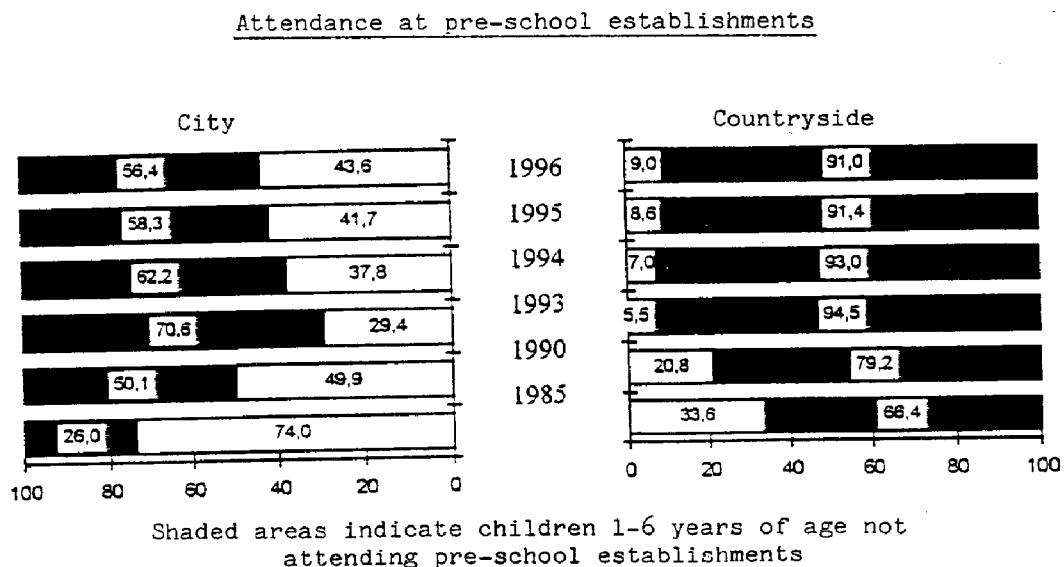 Attendance at pre-school establishments
City
Countryside
56,4 43,6 1996 9,0 91,0
58,3 41,7 1995 8,6 91,4
62,2 37,8 1994 7,0 93,0
70,6 29,4 1993 5,5 94,5
50,1 49,9 1990 20,8 79,2
26,0 74,0 1985 33,6 66,4
100 80 60 40 20 0 0 20 40 60 80 100
Shaded areas indicate children 1-6 years of age not
attending pre-school establishments